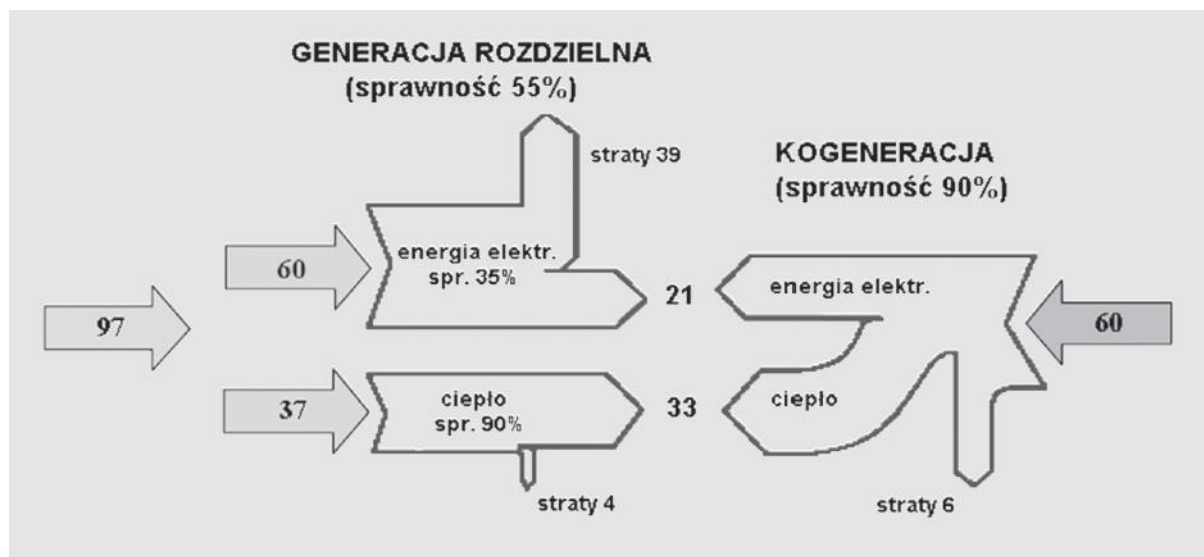 GENERACJA ROZDZIELNA
(sprawność 55%)
straty 39
KOGENERACJA
(sprawność 90%)
60
energia elektr.
spr. 35%
21
energia elektr.
60
97
37
ciepło
spr. 90%
33
ciepło
straty 4
straty 6